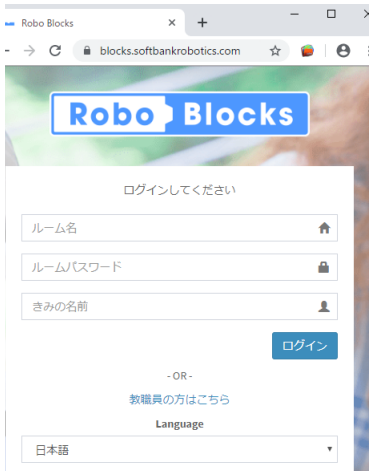 Robo Blocks
blocks.softbankrobotics.com
Robo Blocks
ログインしてください
ルーム名
ルームパスワード
きみの名前
ログイン
- OR -
教職員の方はこちら
Language
日本語